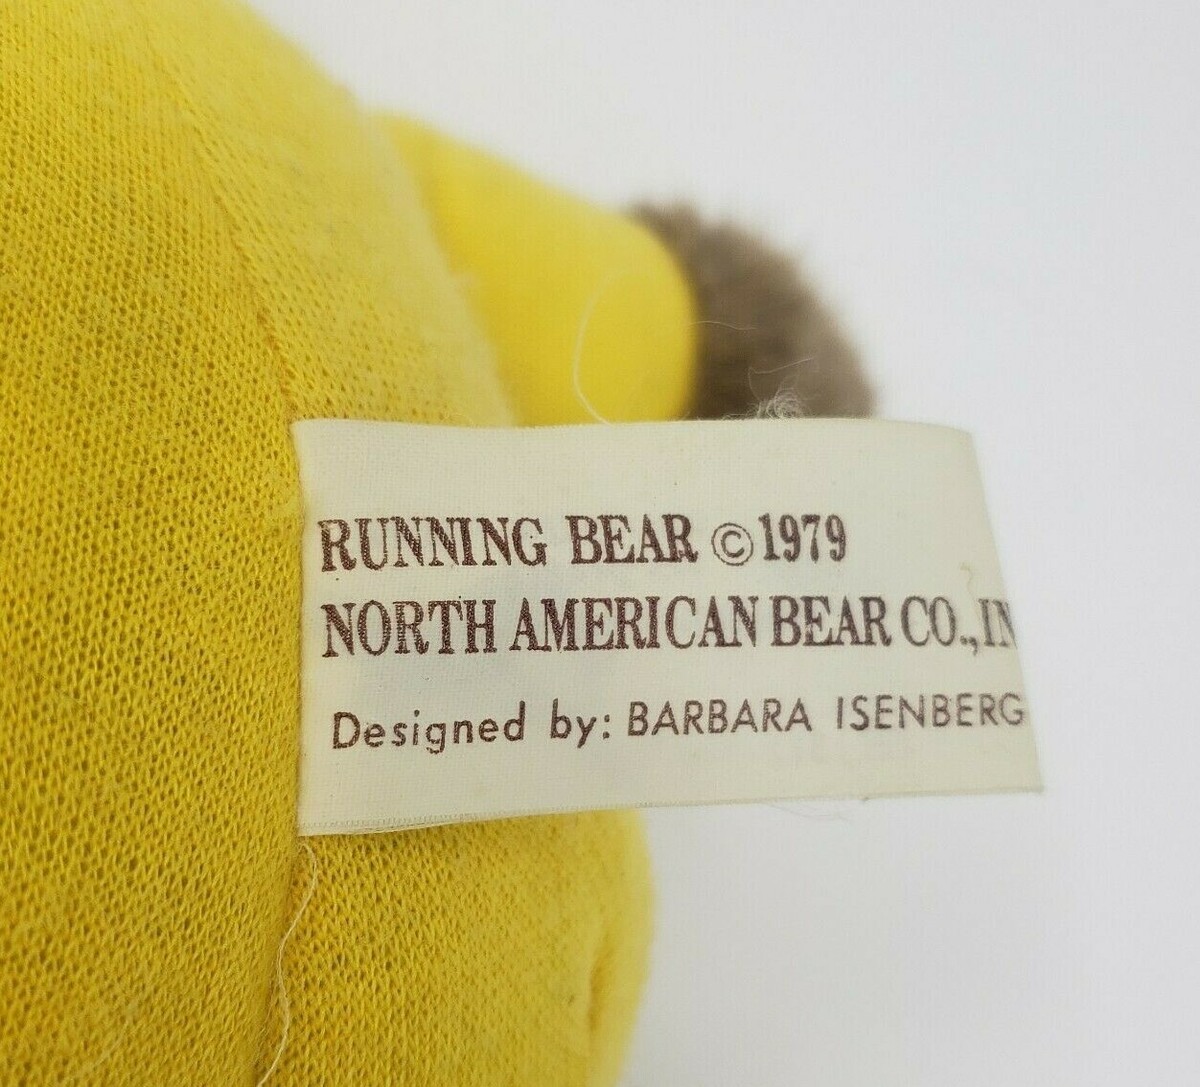 RUNNING BEAR ©1979
NORTH AMERICAN BEAR CO., IN
Designed by: BARBARA ISENBERG